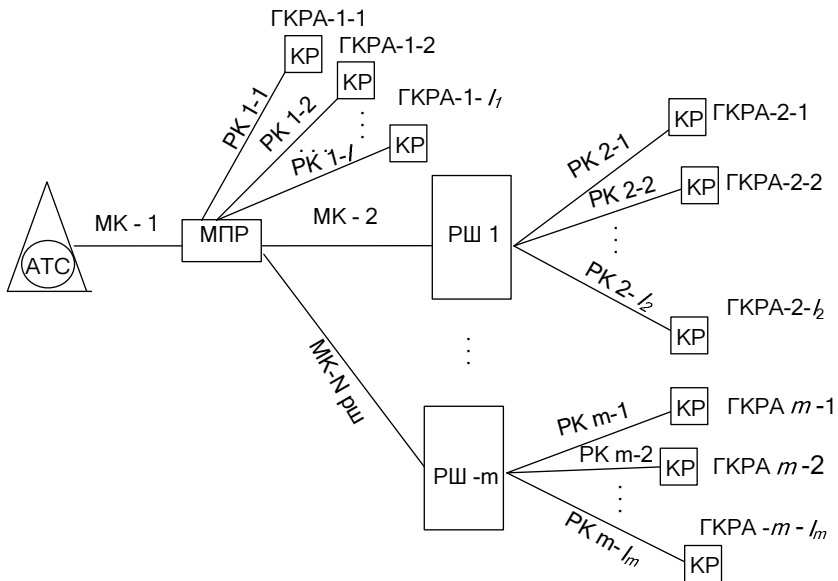 ГКРА-1-1
КР
ГКРА-1-2
КР
ГКРА-1- l₁
КР
РК 1-1
РК 1-2
РК 1-l
АТС
МК - 1
МПР
МК - 2
РШ 1
РК 2-1
КР
ГКРА-2-1
РК 2-2
КР
ГКРА-2-2
РК 2- l₂
КР
ГКРА-2-l₂
МК-N рш
РШ -m
РК m-1
КР
ГКРА m -1
РК m-2
КР
ГКРА m -2
РК m- lₘ
КР
ГКРА -m - lₘ